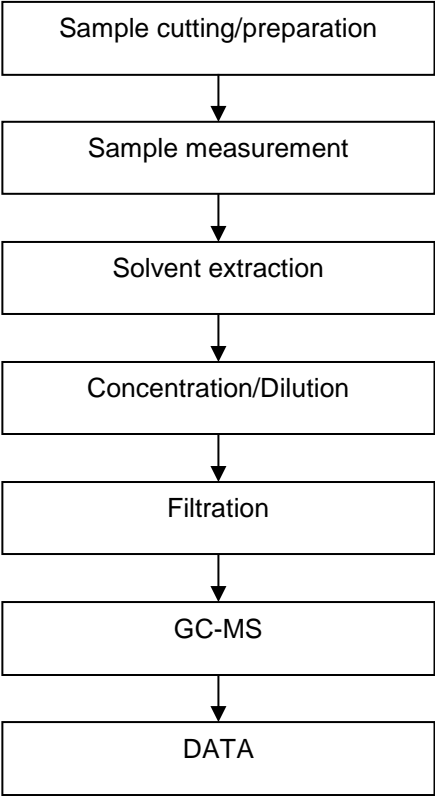 Sample cutting/preparation
Sample measurement
Solvent extraction
Concentration/Dilution
Filtration
GC-MS
DATA